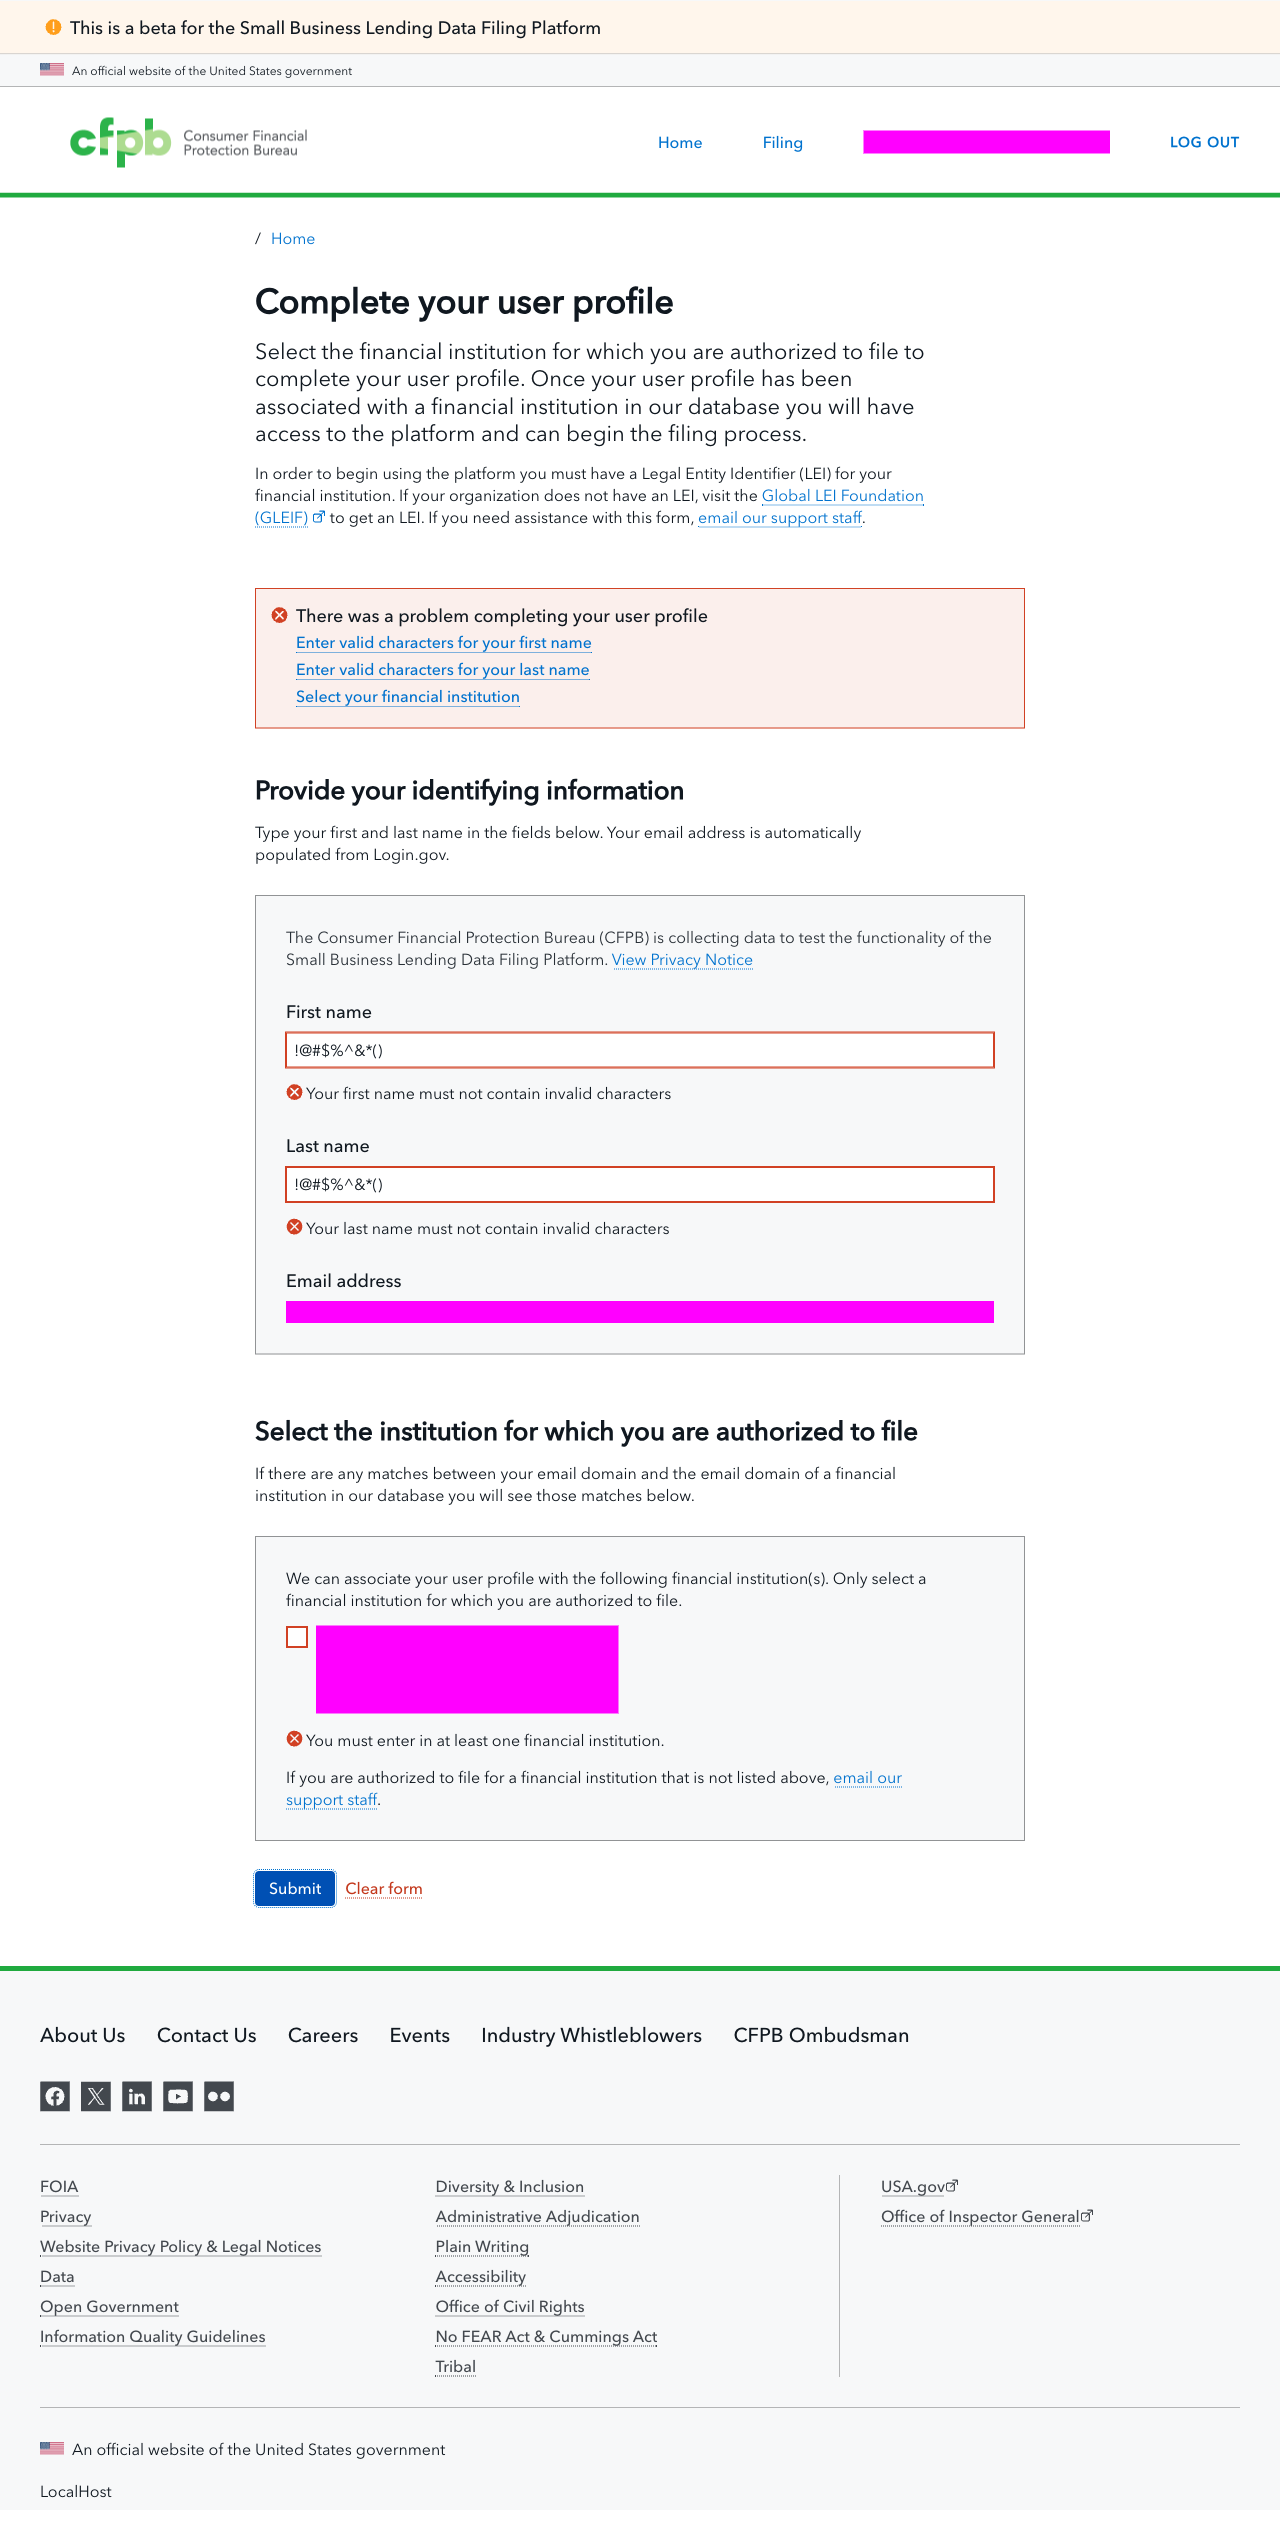 This is a beta for the Small Business Lending Data Filing Platform
An official website of the United States government
cfpb Consumer Financial
Protection Bureau
Home Filing LOG OUT
/ Home
Complete your user profile
Select the financial institution for which you are authorized to file to
complete your user profile. Once your user profile has been
associated with a financial institution in our database you will have
access to the platform and can begin the filing process.
In order to begin using the platform you must have a Legal Entity Identifier (LEI) for your
financial institution. If your organization does not have an LEI, visit the Global LEI Foundation
(GLEIF) to get an LEI. If you need assistance with this form, email our support staff.
There was a problem completing your user profile
Enter valid characters for your first name
Enter valid characters for your last name
Select your financial institution
Provide your identifying information
Type your first and last name in the fields below. Your email address is automatically
populated from Login.gov.
The Consumer Financial Protection Bureau (CFPB) is collecting data to test the functionality of the
Small Business Lending Data Filing Platform. View Privacy Notice
First name
!@#$%^&*()
Your first name must not contain invalid characters
Last name
!@#$%^&*()
Your last name must not contain invalid characters
Email address
Select the institution for which you are authorized to file
If there are any matches between your email domain and the email domain of a financial
institution in our database you will see those matches below.
We can associate your user profile with the following financial institution(s). Only select a
financial institution for which you are authorized to file.
You must enter in at least one financial institution.
If you are authorized to file for a financial institution that is not listed above, email our
support staff.
Submit Clear form
About Us Contact Us Careers Events Industry Whistleblowers CFPB Ombudsman
FOIA
Privacy
Website Privacy Policy & Legal Notices
Data
Open Government
Information Quality Guidelines
Diversity & Inclusion
Administrative Adjudication
Plain Writing
Accessibility
Office of Civil Rights
No FEAR Act & Cummings Act
Tribal
USA.gov
Office of Inspector General
An official website of the United States government
LocalHost